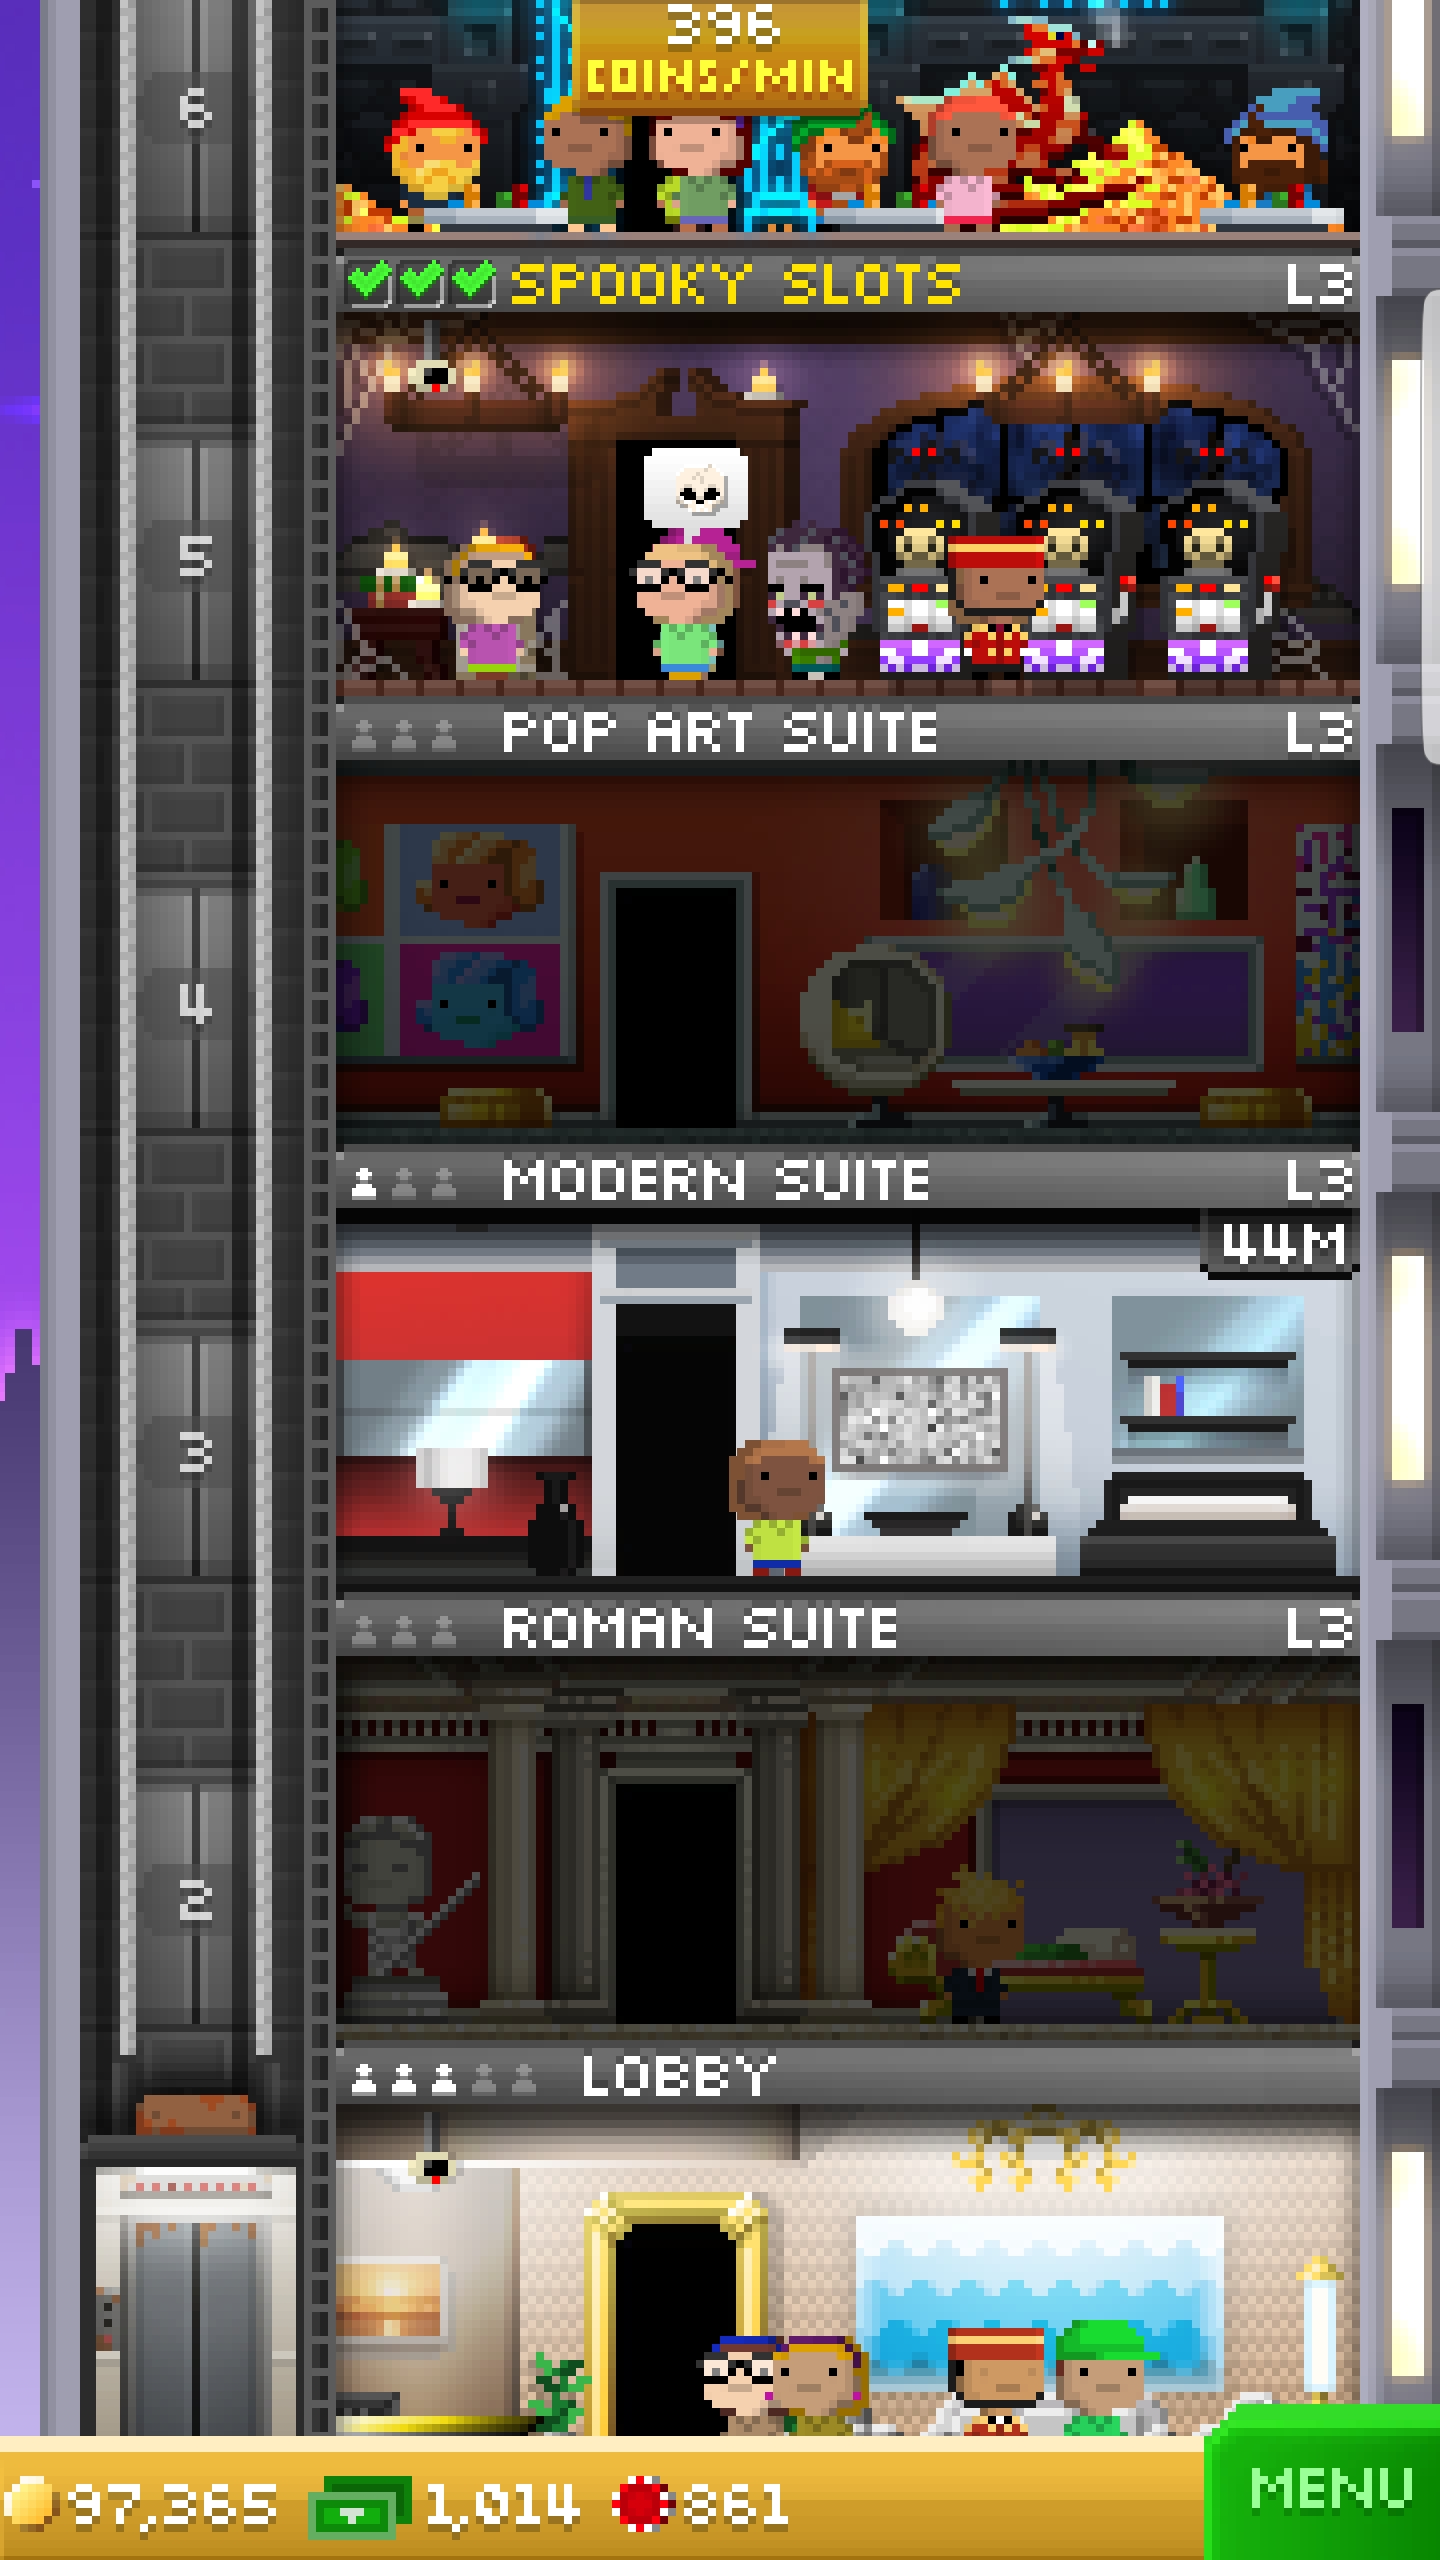 396
COINS/MIN
6
SPOOKY SLOTS L3
5
POP ART SUITE L3
4
MODERN SUITE L3
44M
3
ROMAN SUITE L3
2
LOBBY
97,365 1,014 861
MENU